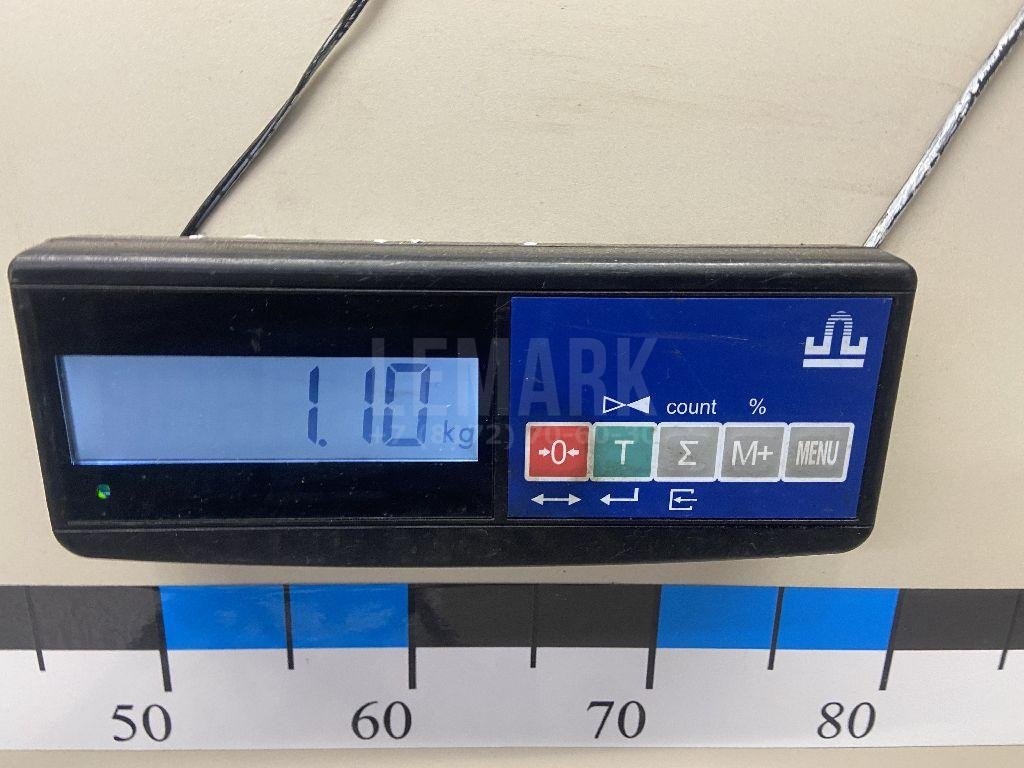 LEMARK
1.10 kg
count %
→0← T Σ M+ MENU
50 60 70 80